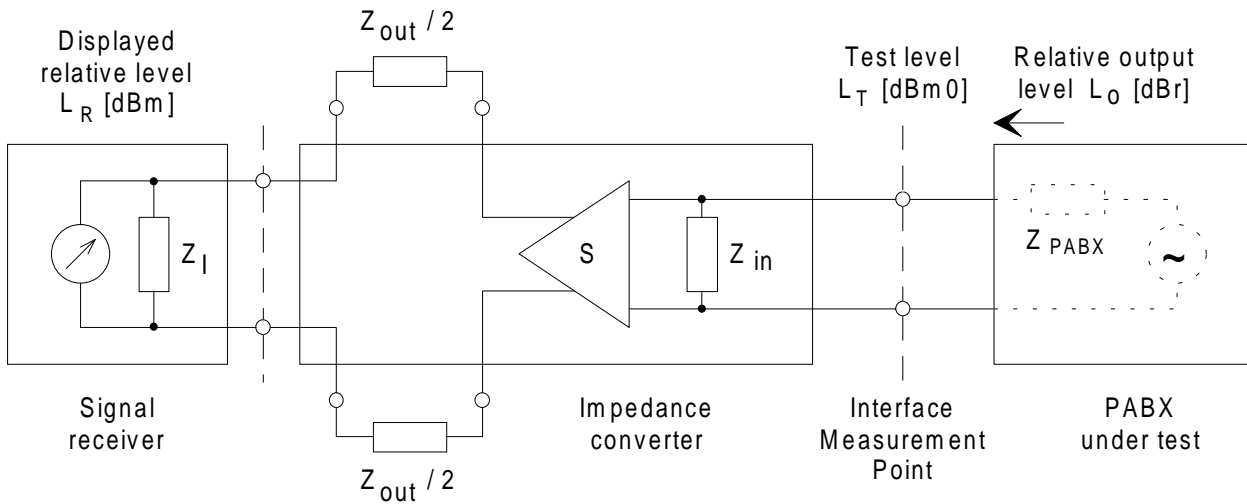 Z out / 2
Displayed
relative level
L R [dBm]
Test level
L T [dBm0]
Relative output
level L o [dBr]
Z I
S
Z in
Z PABX
~
Signal
receiver
Impedance
converter
Interface
Measurement
Point
PABX
under test
Z out / 2